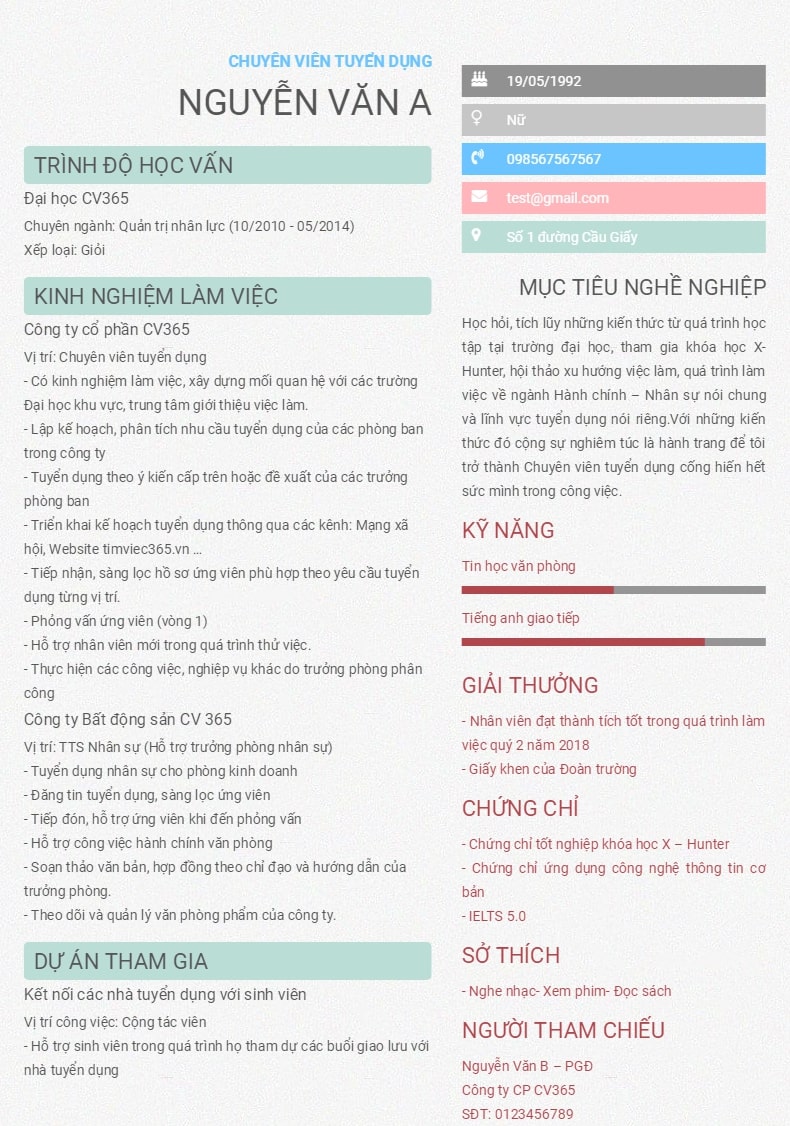 CHUYÊN VIÊN TUYỂN DỤNG
NGUYỄN VĂN A
TRÌNH ĐỘ HỌC VẤN
Đại học CV365
Chuyên ngành: Quản trị nhân lực (10/2010 - 05/2014)
Xếp loại: Giỏi
KINH NGHIỆM LÀM VIỆC
Công ty cổ phần CV365
Vị trí: Chuyên viên tuyển dụng
- Có kinh nghiệm làm việc, xây dựng mối quan hệ với các trường
Đại học khu vực, trung tâm giới thiệu việc làm.
- Lập kế hoạch, phân tích nhu cầu tuyển dụng của các phòng ban
trong công ty
- Tuyển dụng theo ý kiến cấp trên hoặc đề xuất của các trưởng
phòng ban
- Triển khai kế hoạch tuyển dụng thông qua các kênh: Mạng xã
hội, Website timviec365.vn ...
- Tiếp nhận, sàng lọc hồ sơ ứng viên phù hợp theo yêu cầu tuyển
dụng từng vị trí.
- Phỏng vấn ứng viên (vòng 1)
- Hỗ trợ nhân viên mới trong quá trình thử việc.
- Thực hiện các công việc, nghiệp vụ khác do trưởng phòng phân
công
Công ty Bất động sản CV 365
Vị trí: TTS Nhân sự (Hỗ trợ trưởng phòng nhân sự)
- Tuyển dụng nhân sự cho phòng kinh doanh
- Đăng tin tuyển dụng, sàng lọc ứng viên
- Tiếp đón, hỗ trợ ứng viên khi đến phỏng vấn
- Hỗ trợ công việc hành chính văn phòng
- Soạn thảo văn bản, hợp đồng theo chỉ đạo và hướng dẫn của
trưởng phòng.
- Theo dõi và quản lý văn phòng phẩm của công ty.
DỰ ÁN THAM GIA
Kết nối các nhà tuyển dụng với sinh viên
Vị trí công việc: Cộng tác viên
- Hỗ trợ sinh viên trong quá trình họ tham dự các buổi giao lưu với
nhà tuyển dụng
19/05/1992
Nữ
098567567567
test@gmail.com
Số 1 đường Cầu Giấy
MỤC TIÊU NGHỀ NGHIỆP
Học hỏi, tích lũy những kiến thức từ quá trình học
tập tại trường đại học, tham gia khóa học X-
Hunter, hội thảo xu hướng việc làm, quá trình làm
việc về ngành Hành chính – Nhân sự nói chung
và lĩnh vực tuyển dụng nói riêng.Với những kiến
thức đó cộng sự nghiêm túc là hành trang để tôi
trở thành Chuyên viên tuyển dụng cống hiến hết
sức mình trong công việc.
KỸ NĂNG
Tin học văn phòng
Tiếng anh giao tiếp
GIẢI THƯỞNG
- Nhân viên đạt thành tích tốt trong quá trình làm
việc quý 2 năm 2018
- Giấy khen của Đoàn trường
CHỨNG CHỈ
- Chứng chỉ tốt nghiệp khóa học X – Hunter
- Chứng chỉ ứng dụng công nghệ thông tin cơ
bản
- IELTS 5.0
SỞ THÍCH
- Nghe nhạc- Xem phim- Đọc sách
NGƯỜI THAM CHIẾU
Nguyễn Văn B – PGĐ
Công ty CP CV365
SĐT: 0123456789